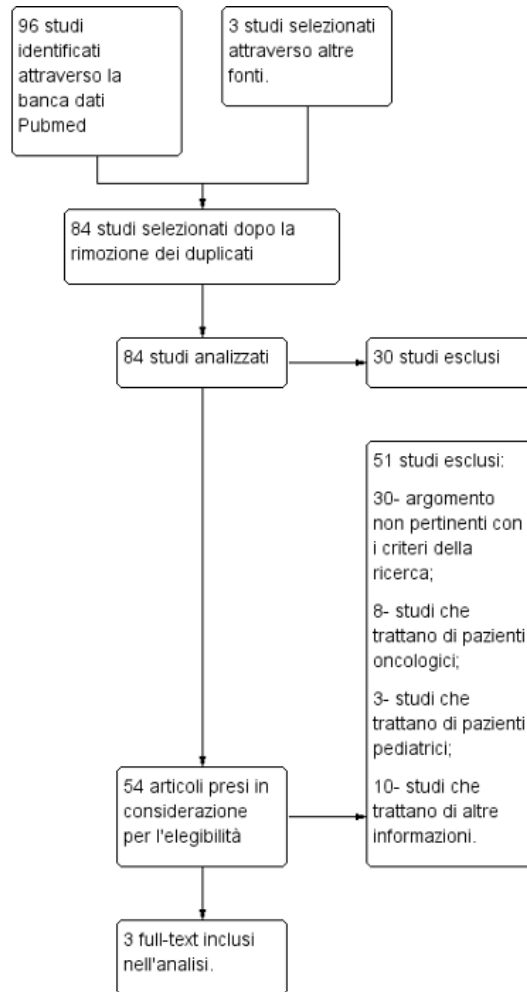 96 studi
identificati
attraverso la
banca dati
Pubmed
3 studi selezionati
attraverso altre
fonti.
84 studi selezionati dopo la
rimozione dei duplicati
84 studi analizzati
30 studi esclusi
51 studi esclusi:
30- argomento
non pertinenti con
i criteri della
ricerca;
8- studi che
trattano di pazienti
oncologici;
3- studi che
trattano di pazienti
pediatrici;
10- studi che
trattano di altre
informazioni.
54 articoli presi in
considerazione
per l'elegibilità
3 full-text inclusi
nell'analisi.